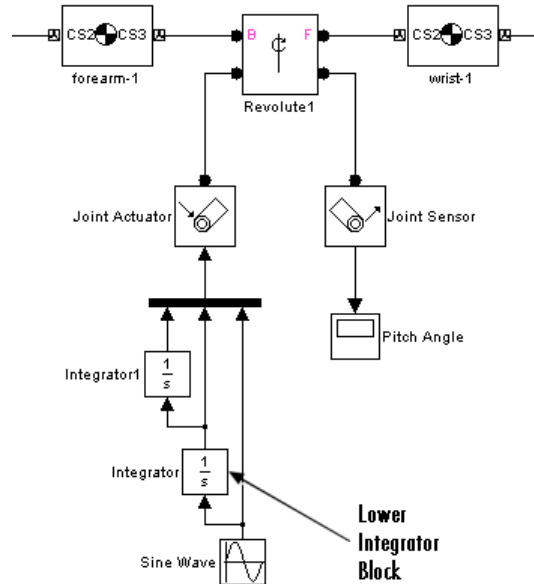 CS2 CS3
B F
CS2 CS3
forearm-1
Revolute1
wrist-1
Joint Actuator
Joint Sensor
Pitch Angle
Integrator1
1
s
Integrator
1
s
Lower
Integrator
Block
Sine Wave